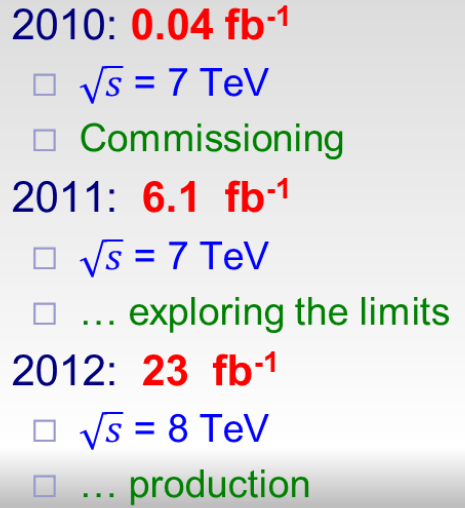 2010: 0.04 fb⁻¹
□ √s = 7 TeV
□ Commissioning
2011: 6.1 fb⁻¹
□ √s = 7 TeV
□ … exploring the limits
2012: 23 fb⁻¹
□ √s = 8 TeV
□ … production